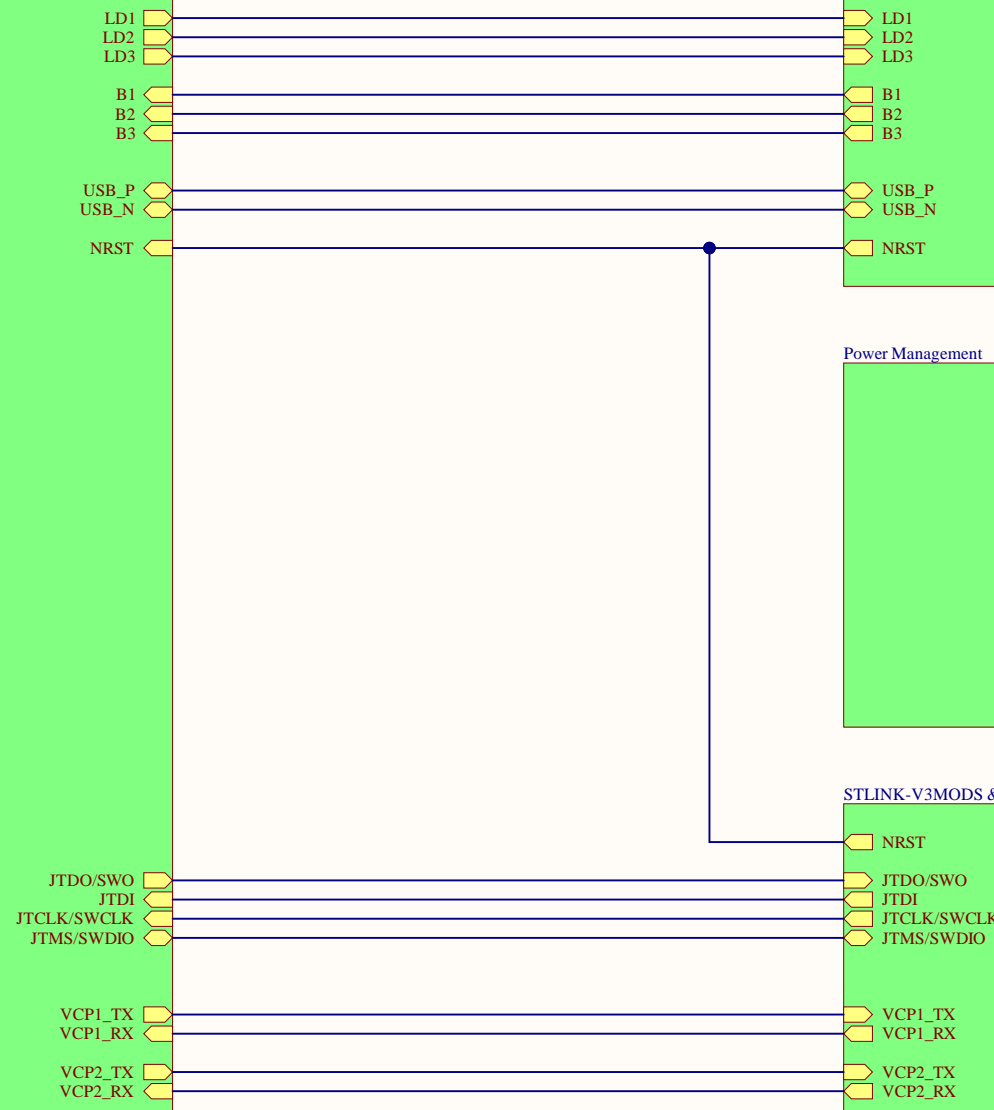 LD1 LD1
LD2 LD2
LD3 LD3
B1 B1
B2 B2
B3 B3
USB_P USB_P
USB_N USB_N
NRST NRST
Power Management
STLINK-V3MODS &
NRST
JTDO/SWO JTDO/SWO
JTDI JTDI
JTCLK/SWCLK JTCLK/SWCLK
JTMS/SWDIO JTMS/SWDIO
VCP1_TX VCP1_TX
VCP1_RX VCP1_RX
VCP2_TX VCP2_TX
VCP2_RX VCP2_RX